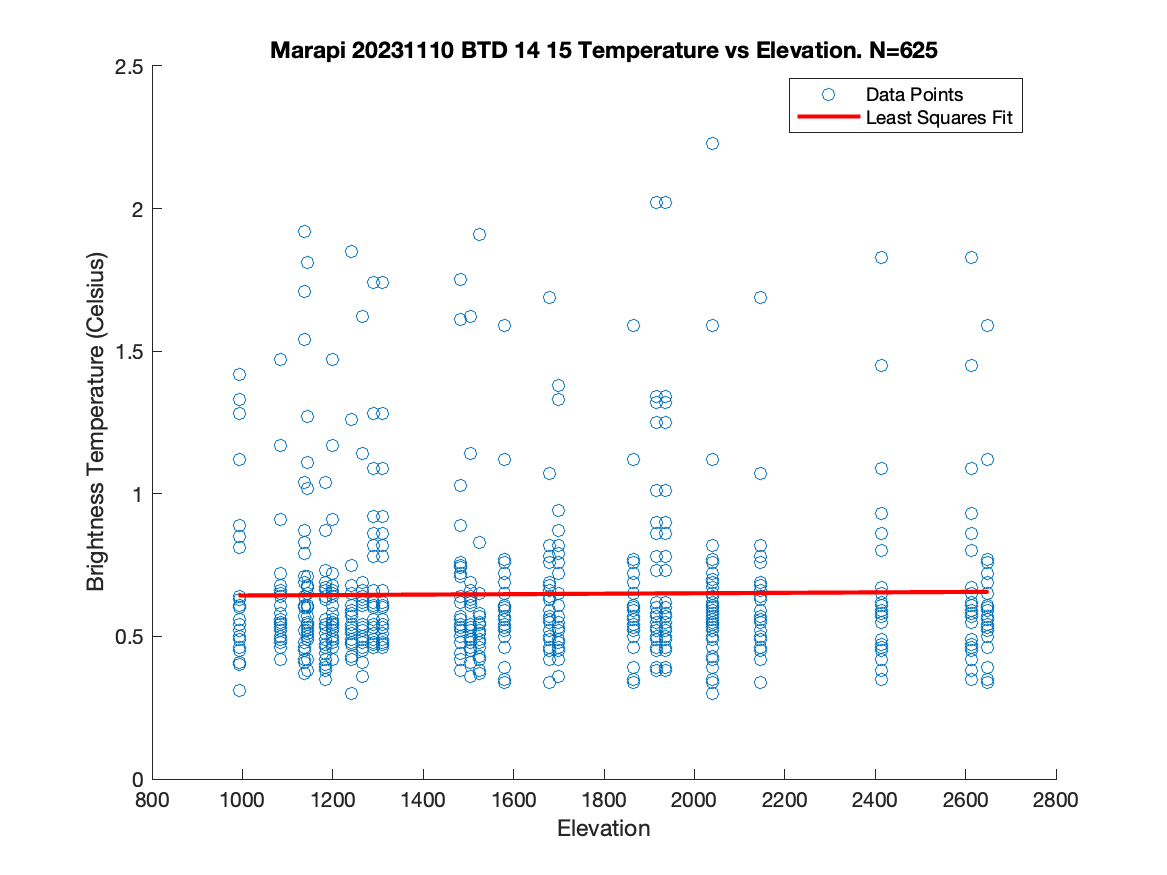 Marapi 20231110 BTD 14 15 Temperature vs Elevation. N=625
2.5
2
1.5
1
0.5
0
Brightness Temperature (Celsius)
Data Points
Least Squares Fit
800 1000 1200 1400 1600 1800 2000 2200 2400 2600 2800
Elevation